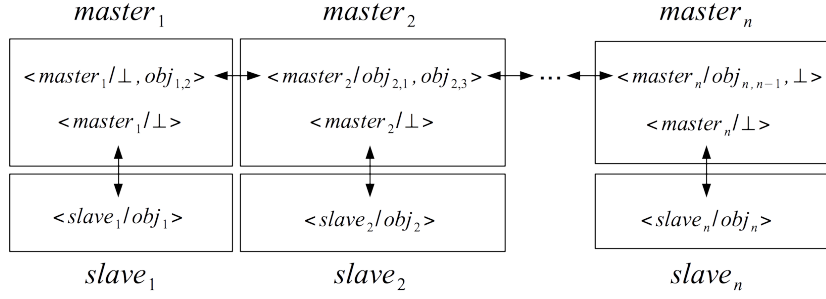 master₁ master₂ masterₙ
<master₁/⊥, obj₁,₂> <master₂/obj₂,₁, obj₂,₃> ... <masterₙ/objₙ,ₙ₋₁, ⊥>
<master₁/⊥> <master₂/⊥> <masterₙ/⊥>
<slave₁/obj₁> <slave₂/obj₂> <slaveₙ/objₙ>
slave₁ slave₂ slaveₙ